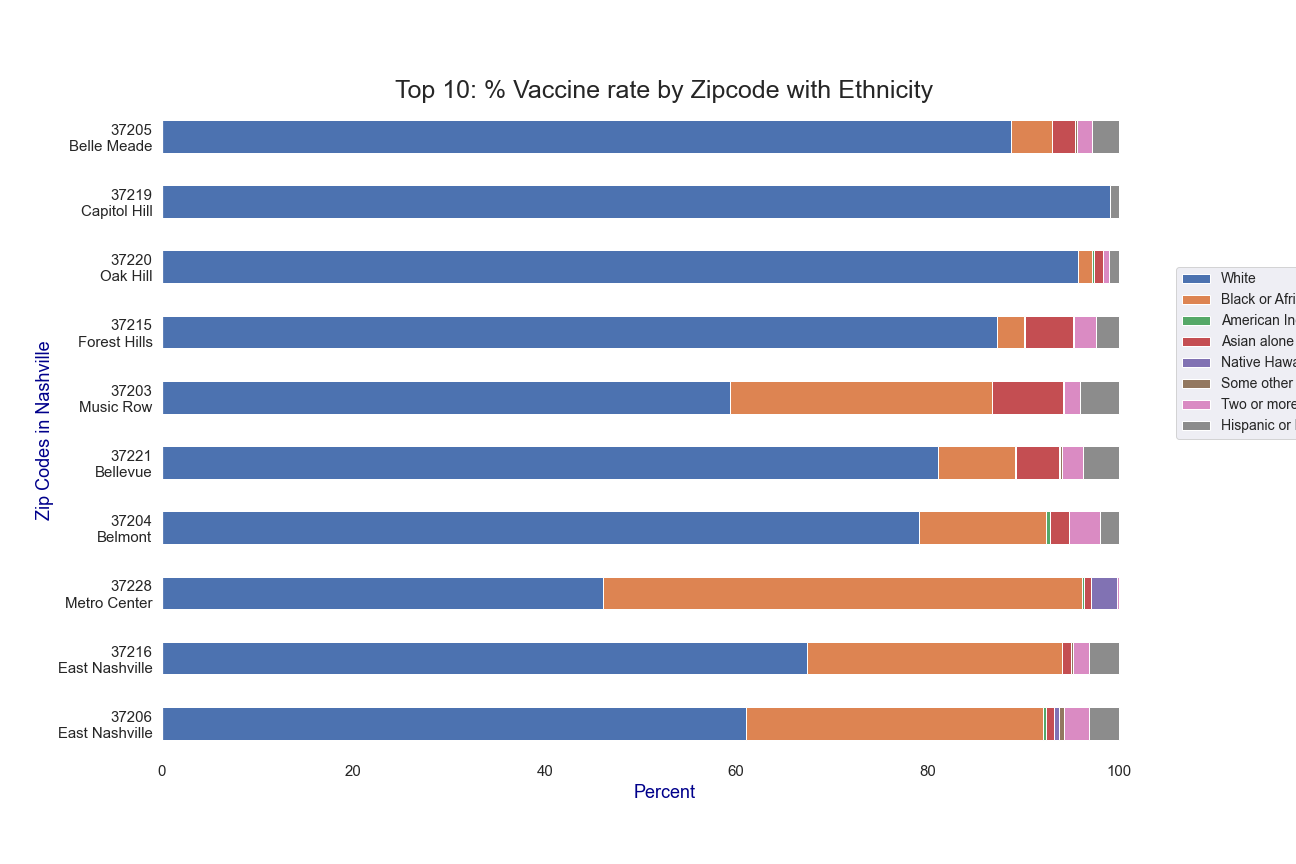 Top 10: % Vaccine rate by Zipcode with Ethnicity
37205
Belle Meade
37219
Capitol Hill
37220
Oak Hill
37215
Forest Hills
37203
Music Row
37221
Bellevue
37204
Belmont
37228
Metro Center
37216
East Nashville
37206
East Nashville
Zip Codes in Nashville
0 20 40 60 80 100
Percent
White
Black or Afri
American In
Asian alone
Native Hawa
Some other
Two or more
Hispanic or